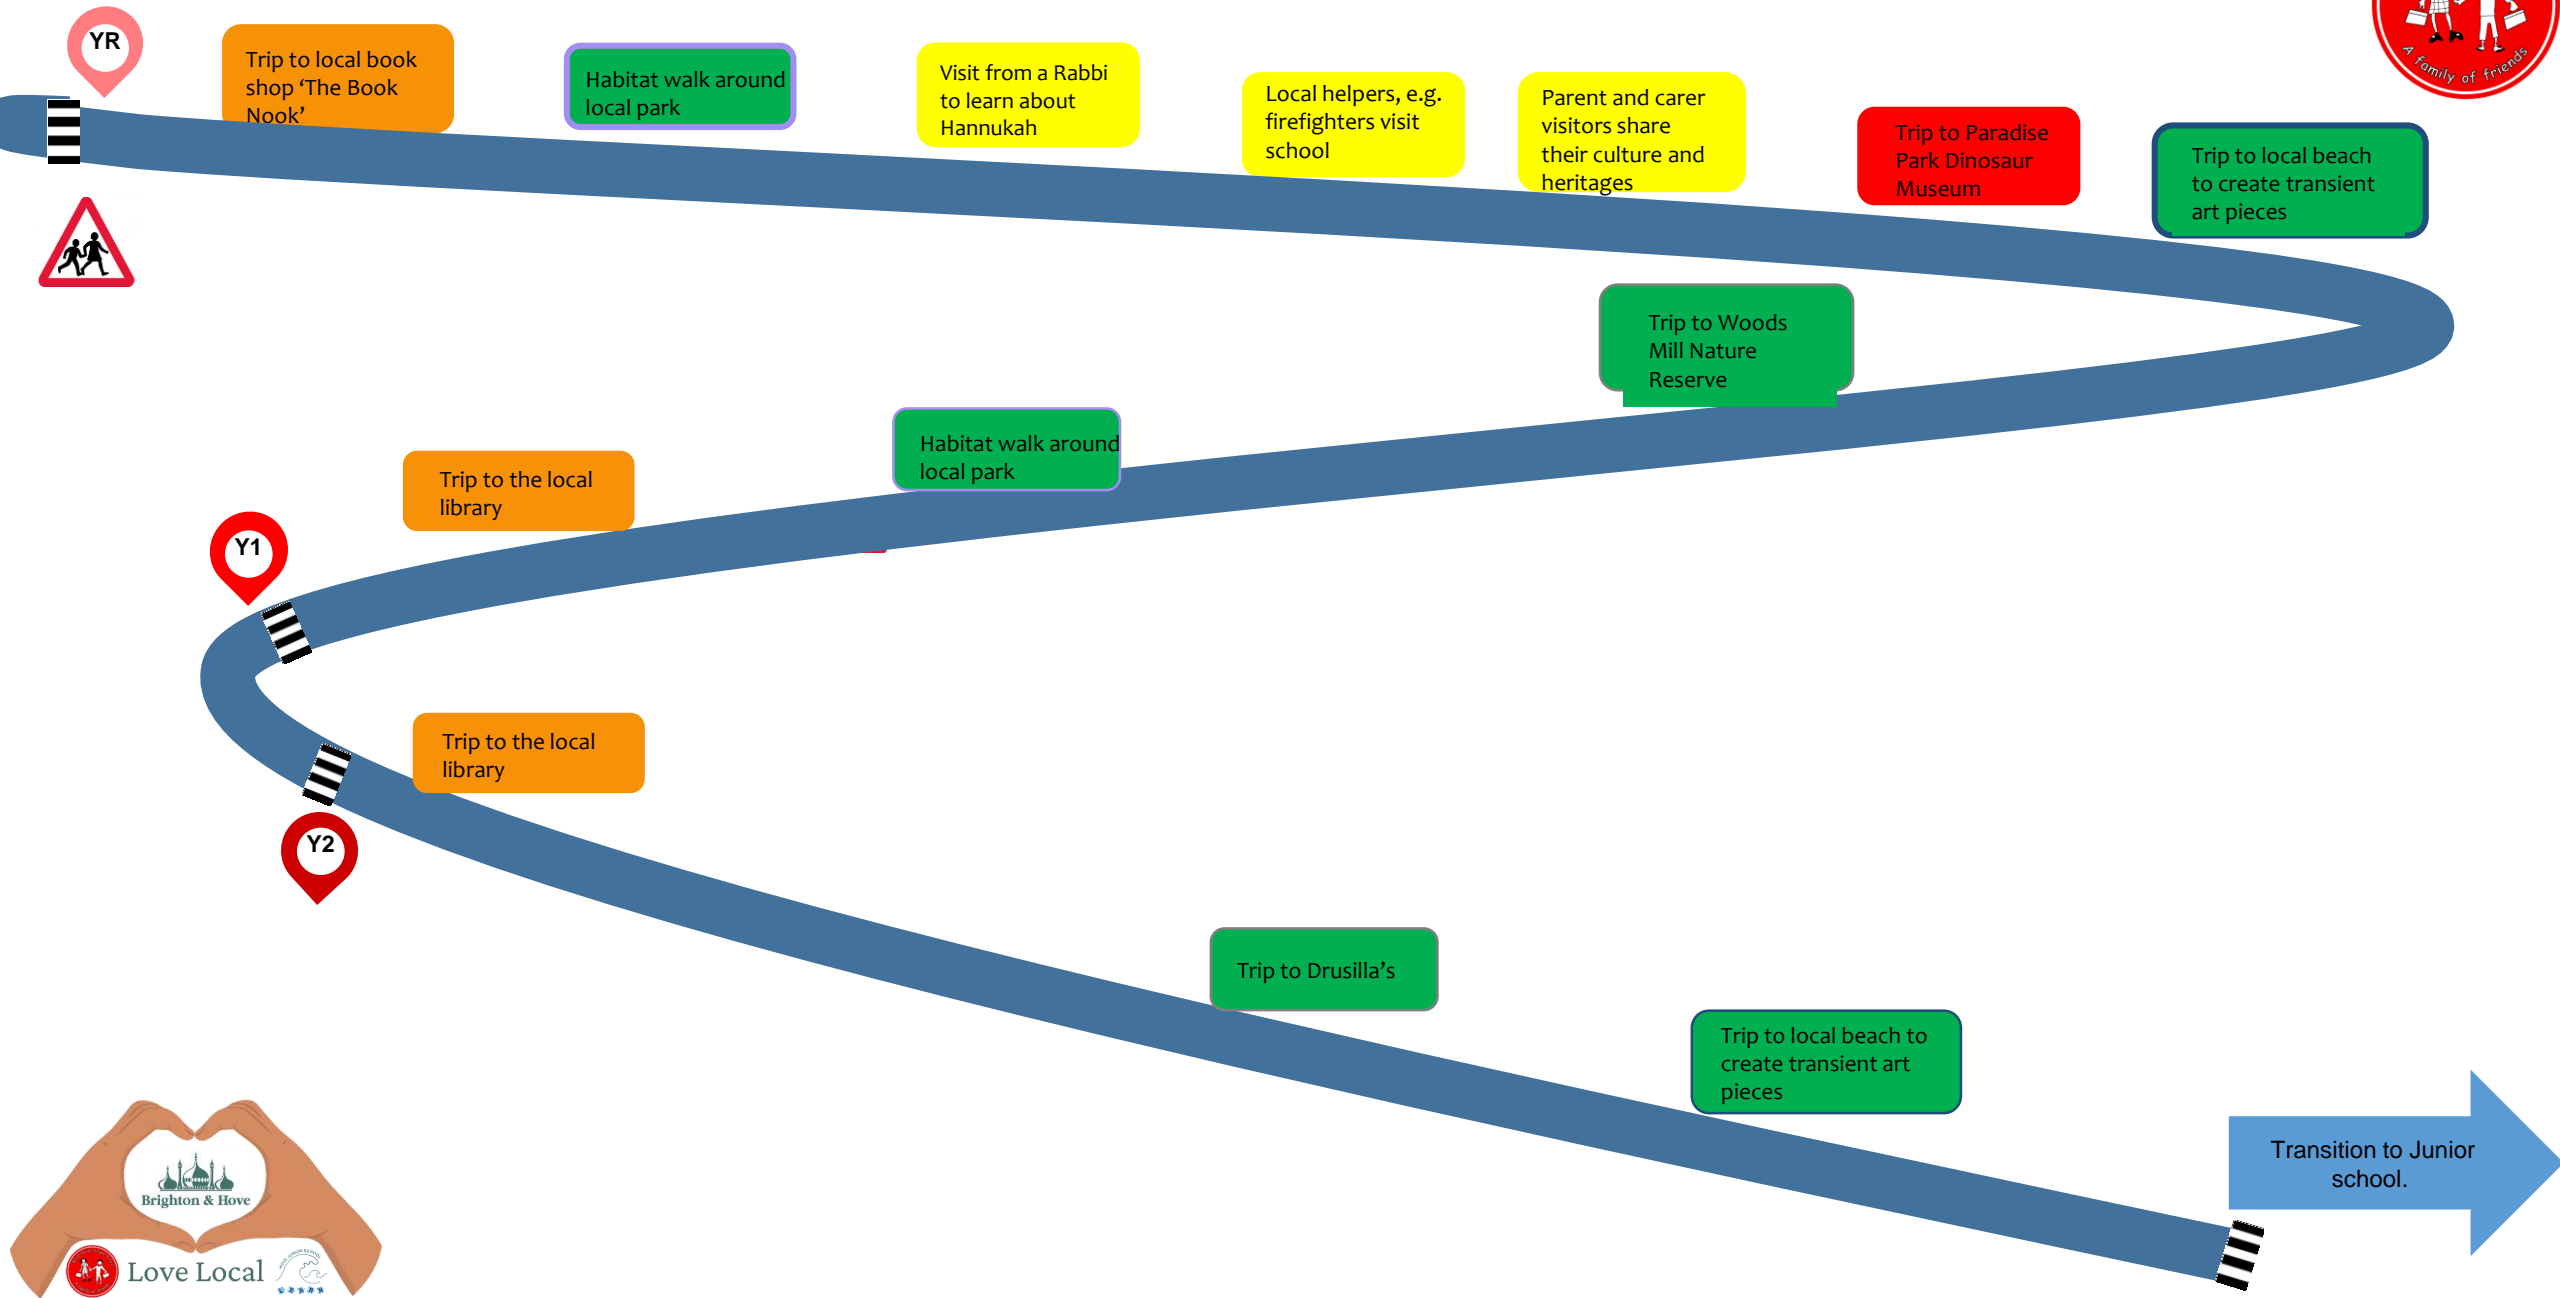 YR
Trip to local book
shop ‘The Book
Nook’
Habitat walk around
local park
Visit from a Rabbi
to learn about
Hannukah
Local helpers, e.g.
firefighters visit
school
Parent and carer
visitors share
their culture and
heritages
Trip to Paradise
Park Dinosaur
Museum
Trip to local beach
to create transient
art pieces
A family of friends
Trip to Woods
Mill Nature
Reserve
Habitat walk around
local park
Trip to the local
library
Y1
Trip to the local
library
Y2
Trip to Drusilla’s
Trip to local beach to
create transient art
pieces
Transition to Junior
school.
Brighton & Hove
Love Local